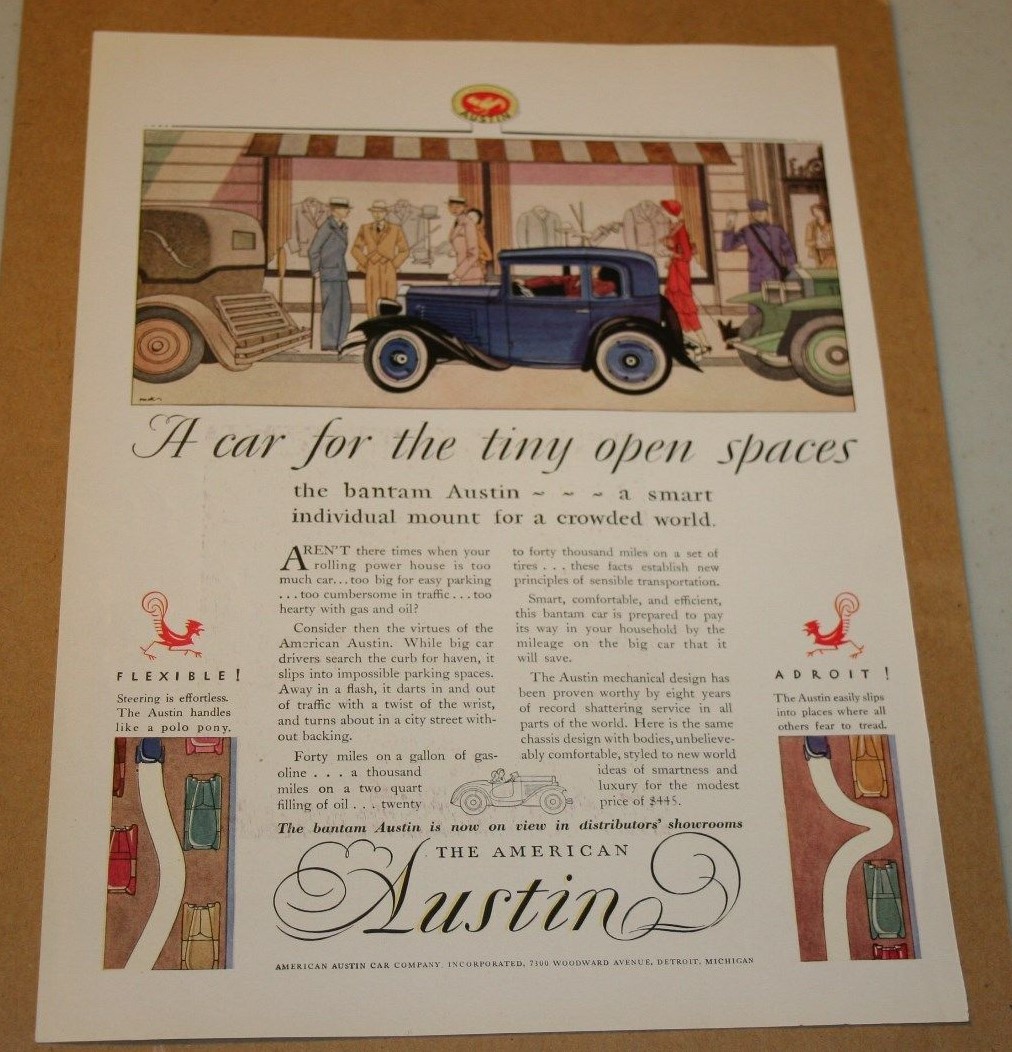 AUSTIN
A car for the tiny open spaces
the bantam Austin ~ ~ ~ a smart
individual mount for a crowded world.
AREN'T there times when your
rolling power house is too
much car...too big for easy parking
...too cumbersome in traffic...too
hearty with gas and oil?
Consider then the virtues of the
American Austin. While big car
drivers search the curb for haven, it
slips into impossible parking spaces.
Away in a flash, it darts in and out
of traffic with a twist of the wrist,
and turns about in a city street with-
out backing.
Forty miles on a gallon of gas-
oline . . . a thousand
miles on a two quart
filling of oil . . . twenty
to forty thousand miles on a set of
tires . . . these facts establish new
principles of sensible transportation.
Smart, comfortable, and efficient,
this bantam car is prepared to pay
its way in your household by the
mileage on the big car that it
will save.
The Austin mechanical design has
been proven worthy by eight years
of record shattering service in all
parts of the world. Here is the same
chassis design with bodies, unbelieve-
ably comfortable, styled to new world
ideas of smartness and
luxury for the modest
price of $445.
FLEXIBLE!
Steering is effortless.
The Austin handles
like a polo pony.
ADROIT!
The Austin easily slips
into places where all
others fear to tread.
The bantam Austin is now on view in distributors' showrooms
THE AMERICAN
Austin
AMERICAN AUSTIN CAR COMPANY, INCORPORATED, 7300 WOODWARD AVENUE, DETROIT, MICHIGAN